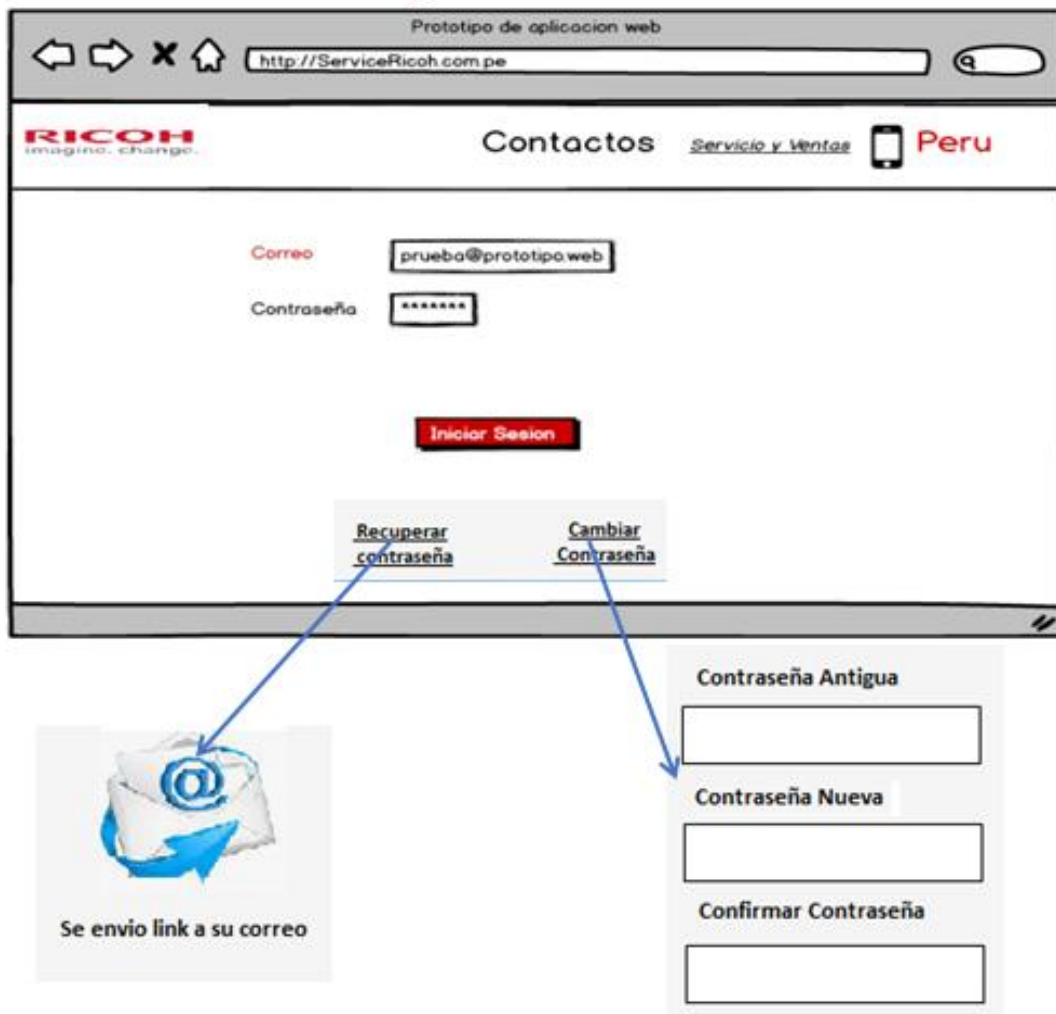 Prototipo de aplicacion web
http://ServiceRicoh.com.pe
RICOH
imagine. change.
Contactos
Servicio y Ventas
Peru
Correo
prueba@prototipo.web
Contraseña
*******
Iniciar Sesion
Recuperar
contraseña
Cambiar
Contraseña
Contraseña Antigua
Contraseña Nueva
Confirmar Contraseña
@
Se envio link a su correo